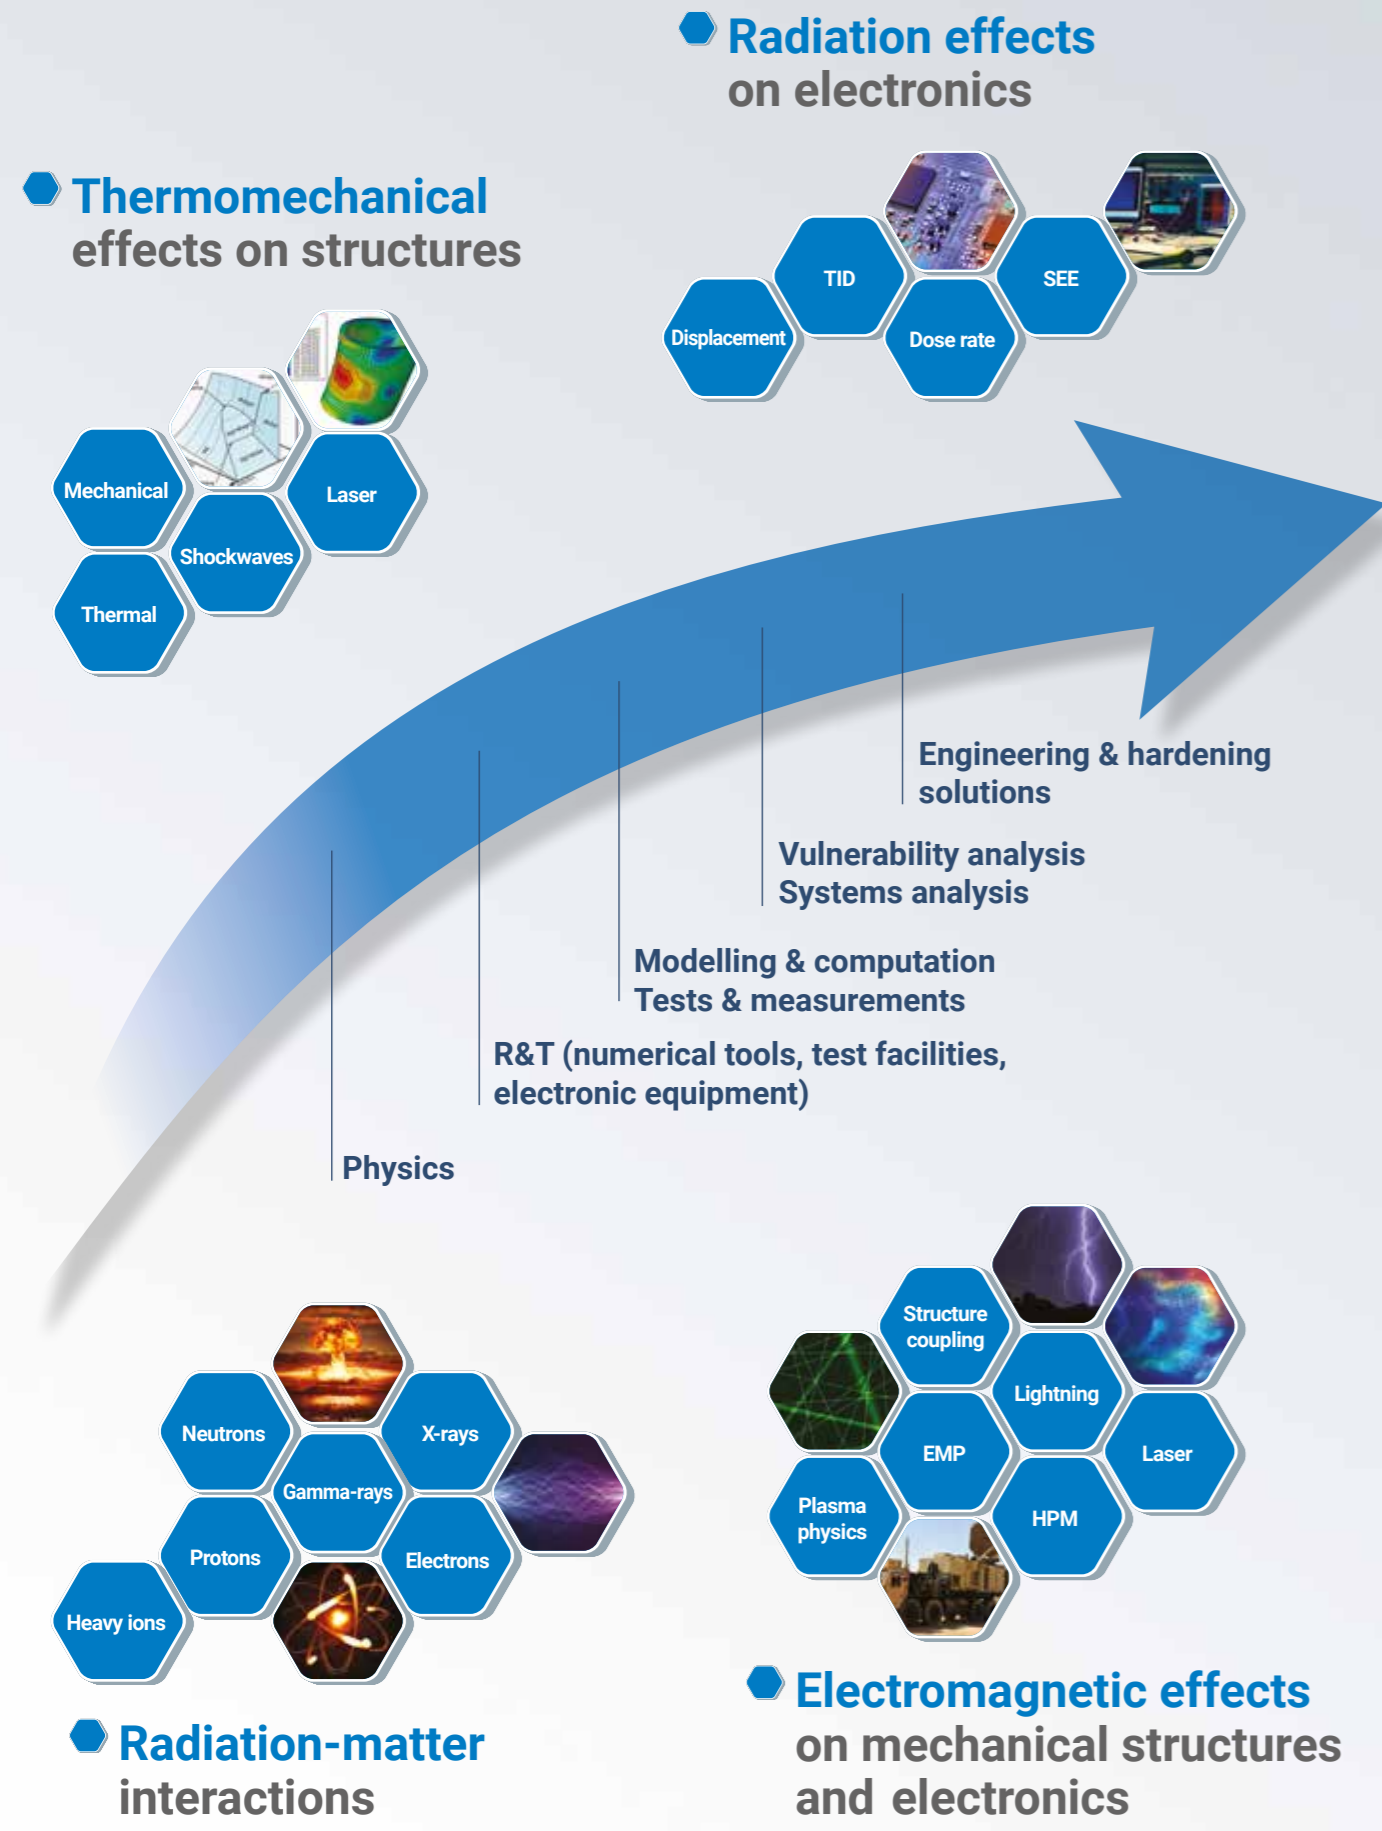 Radiation effects
on electronics
Thermomechanical
effects on structures
TID
SEE
Displacement
Dose rate
Mechanical
Laser
Shockwaves
Thermal
Engineering & hardening
solutions
Vulnerability analysis
Systems analysis
Modelling & computation
Tests & measurements
R&T (numerical tools, test facilities,
electronic equipment)
Physics
Neutrons
X-rays
Gamma-rays
Protons
Electrons
Heavy ions
Radiation-matter
interactions
Structure
coupling
Lightning
EMP
Laser
Plasma
physics
HPM
Electromagnetic effects
on mechanical structures
and electronics